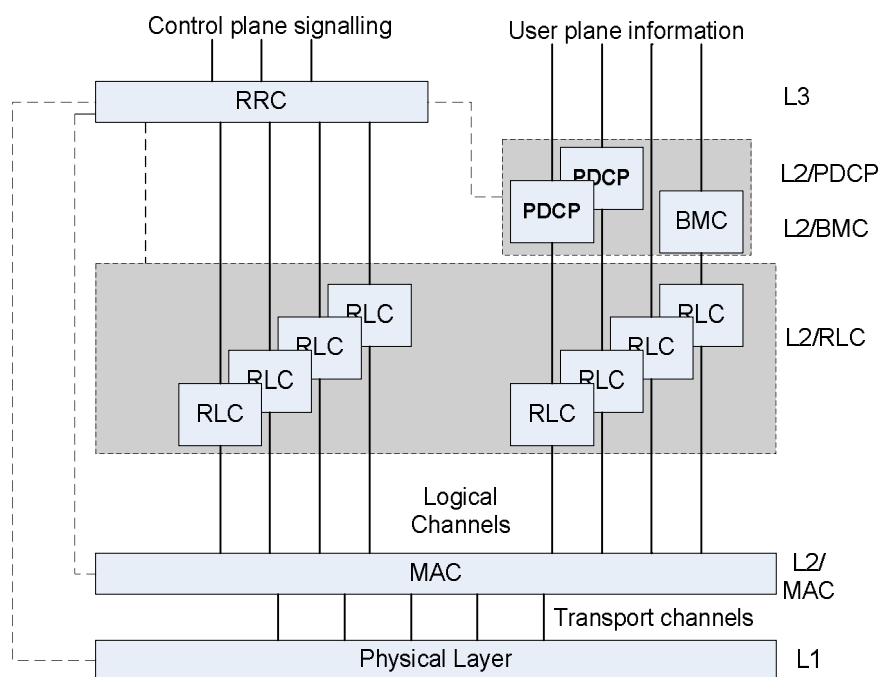 Control plane signalling
User plane information
RRC
L3
PDCP
L2/PDCP
PDCP
BMC
L2/BMC
RLC
RLC
RLC
RLC
RLC
RLC
L2/RLC
RLC
RLC
Logical
Channels
MAC
L2/
MAC
Transport channels
Physical Layer
L1